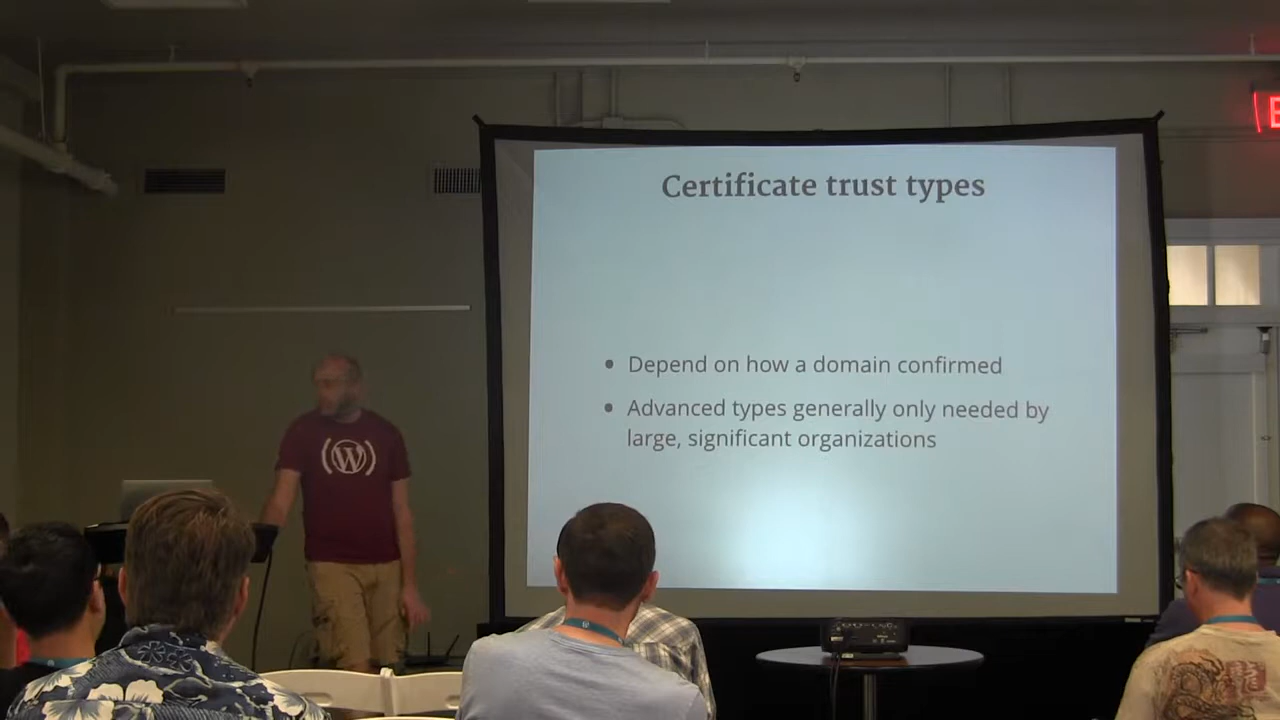 Certificate trust types
• Depend on how a domain confirmed
• Advanced types generally only needed by
large, significant organizations
(W)
E